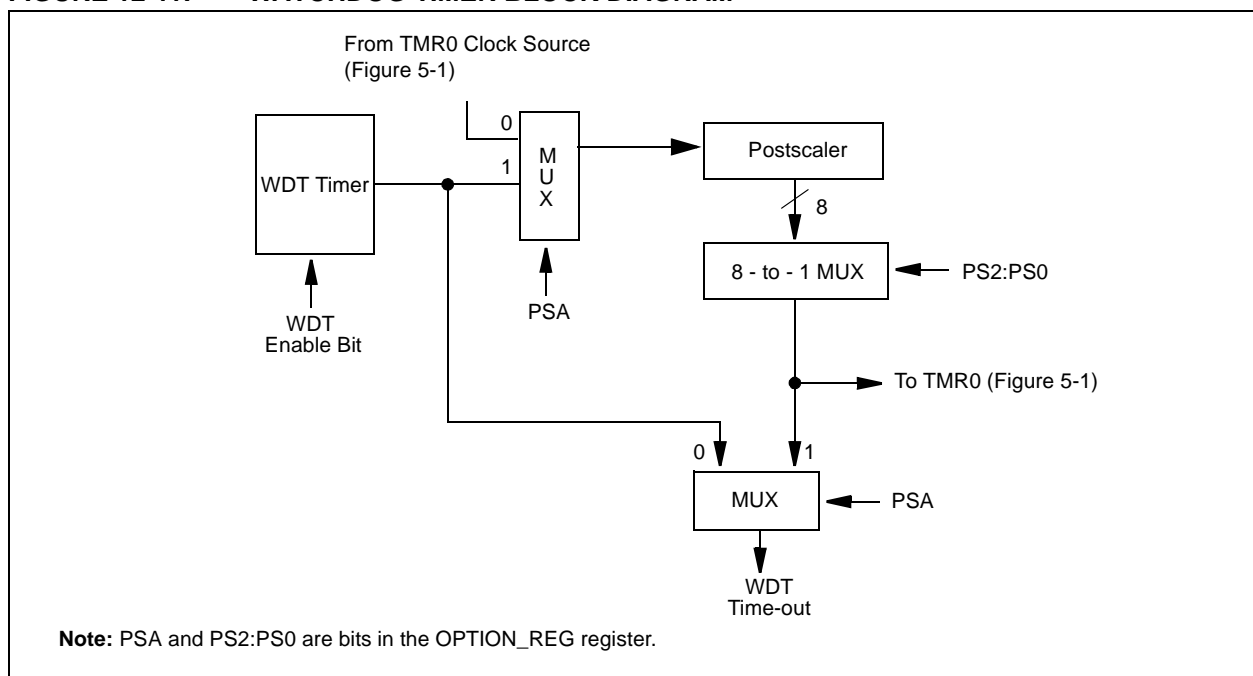 From TMR0 Clock Source
(Figure 5-1)
0
1
M
U
X
WDT Timer
Postscaler
8
8 - to - 1 MUX
PS2:PS0
PSA
WDT
Enable Bit
To TMR0 (Figure 5-1)
0
1
MUX
PSA
WDT
Time-out
Note: PSA and PS2:PS0 are bits in the OPTION_REG register.